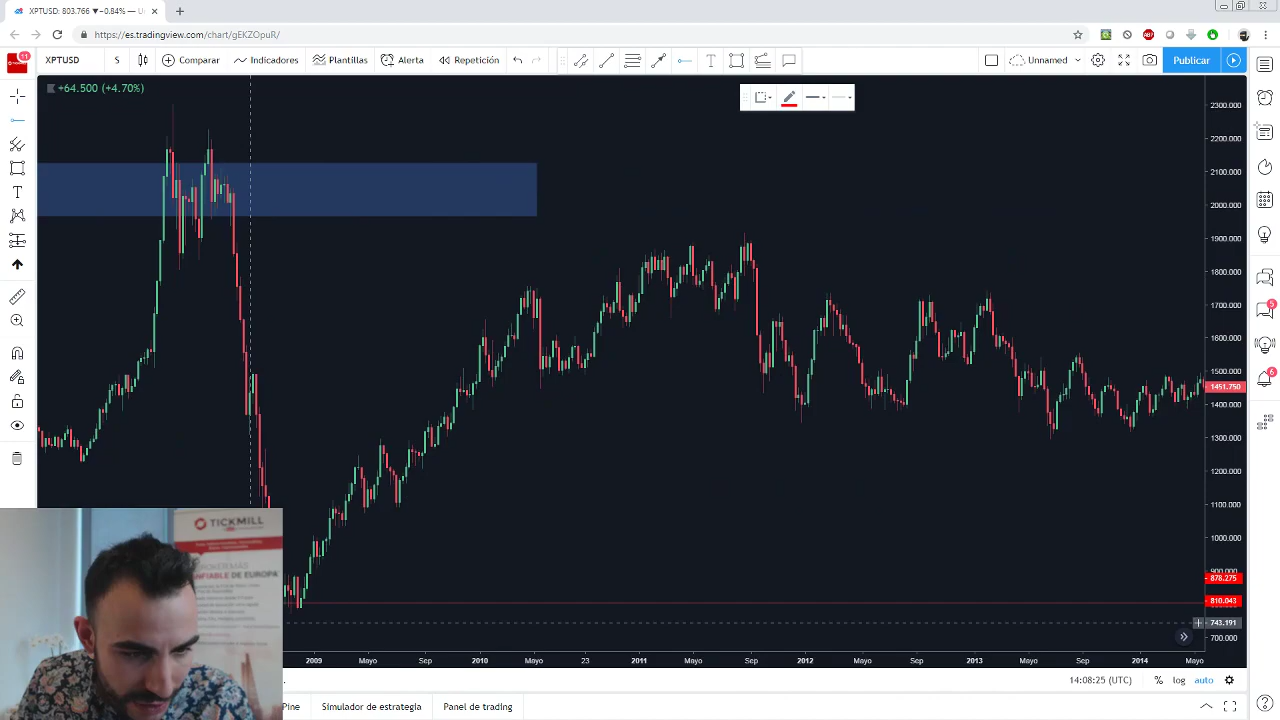 XPTUSD: 803.766 ▼−0.84% — U
https://es.tradingview.com/chart/gEKZOpuR/
11
XPTUSD
S
Comparar
Indicadores
Plantillas
Alerta
Repetición
Unnamed
Publicar
+64.500 (+4.70%)
2300.000
2200.000
2100.000
2000.000
1900.000
1800.000
1700.000
1600.000
1500.000
1451.750
1400.000
1300.000
1200.000
1100.000
1000.000
900.000
878.275
810.043
743.191
700.000
5
6
TICKMILL
FIABLE DE EUROPA
2009
Mayo
Sep
2010
Mayo
23
2011
Mayo
Sep
2012
Mayo
Sep
2013
Mayo
Sep
2014
Mayo
14:08:25 (UTC)
%
log
auto
Pine
Simulador de estrategia
Panel de trading